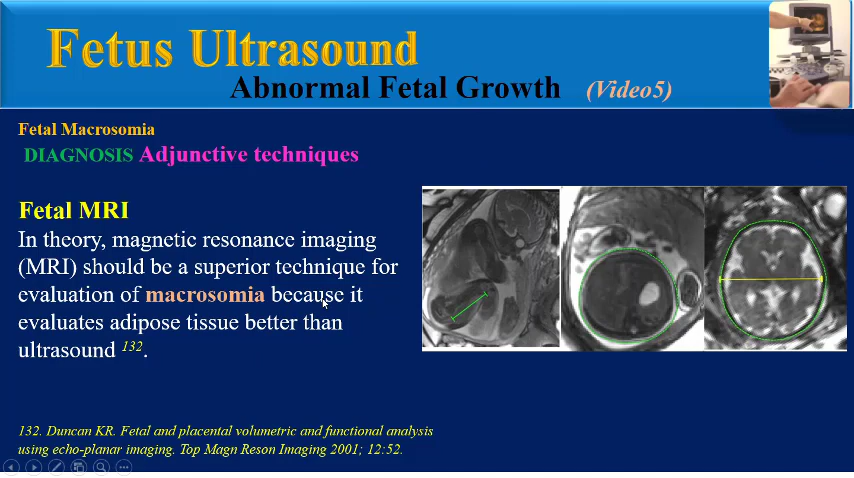 Fetus Ultrasound
Abnormal Fetal Growth (Video5)
Fetal Macrosomia
DIAGNOSIS Adjunctive techniques
Fetal MRI
In theory, magnetic resonance imaging
(MRI) should be a superior technique for
evaluation of macrosomia because it
evaluates adipose tissue better than
ultrasound 132.
132. Duncan KR. Fetal and placental volumetric and functional analysis
using echo-planar imaging. Top Magn Reson Imaging 2001; 12:52.